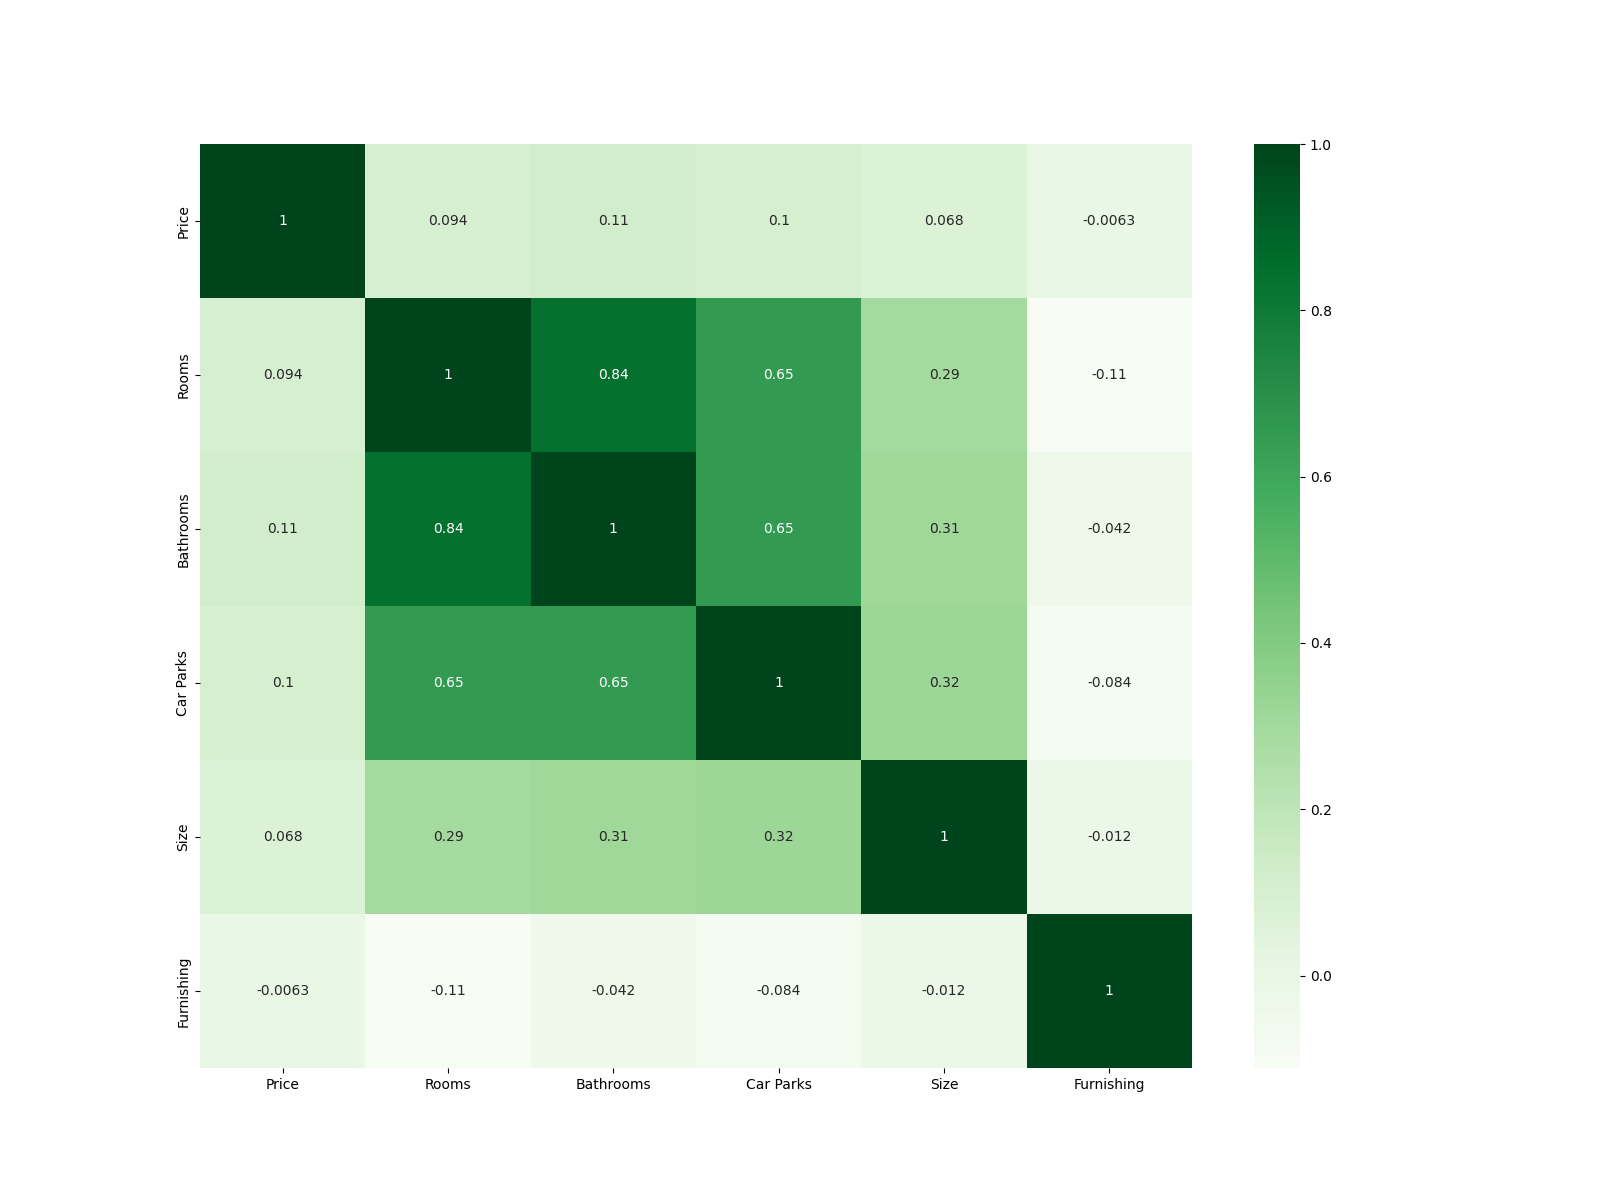 1.0
Price 1 0.094 0.11 0.1 0.068 -0.0063
0.8
Rooms 0.094 1 0.84 0.65 0.29 -0.11
0.6
Bathrooms 0.11 0.84 1 0.65 0.31 -0.042
0.4
Car Parks 0.1 0.65 0.65 1 0.32 -0.084
0.2
Size 0.068 0.29 0.31 0.32 1 -0.012
0.0
Furnishing -0.0063 -0.11 -0.042 -0.084 -0.012 1
Price Rooms Bathrooms Car Parks Size Furnishing